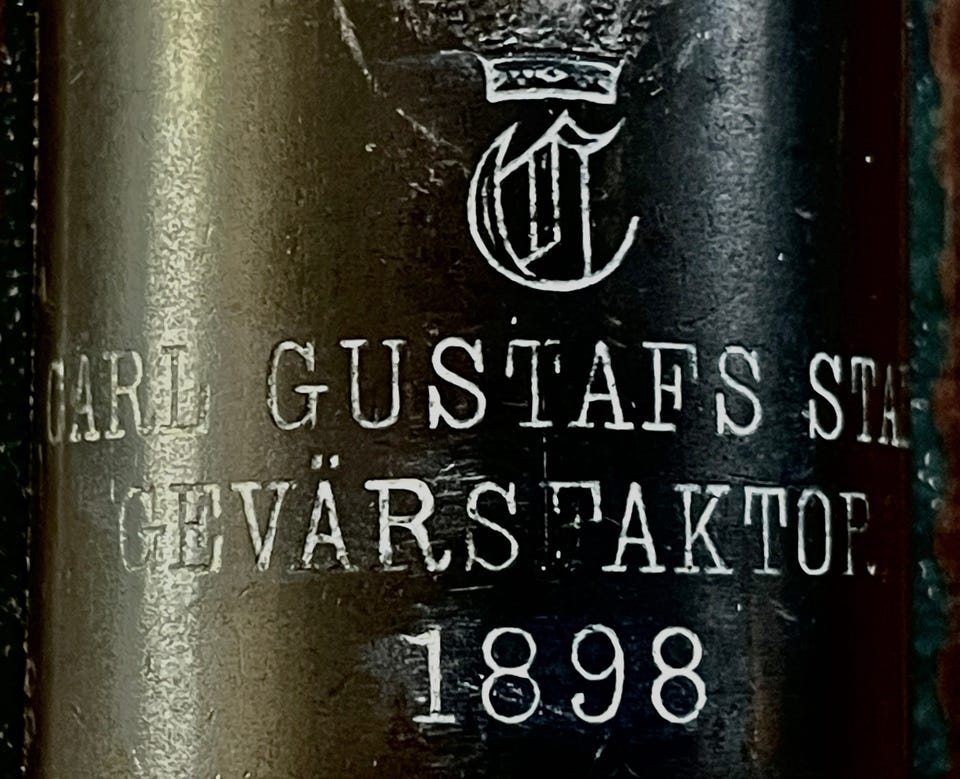 C
CARL GUSTAFS STA
GEVÄRSFAKTOR.
1898